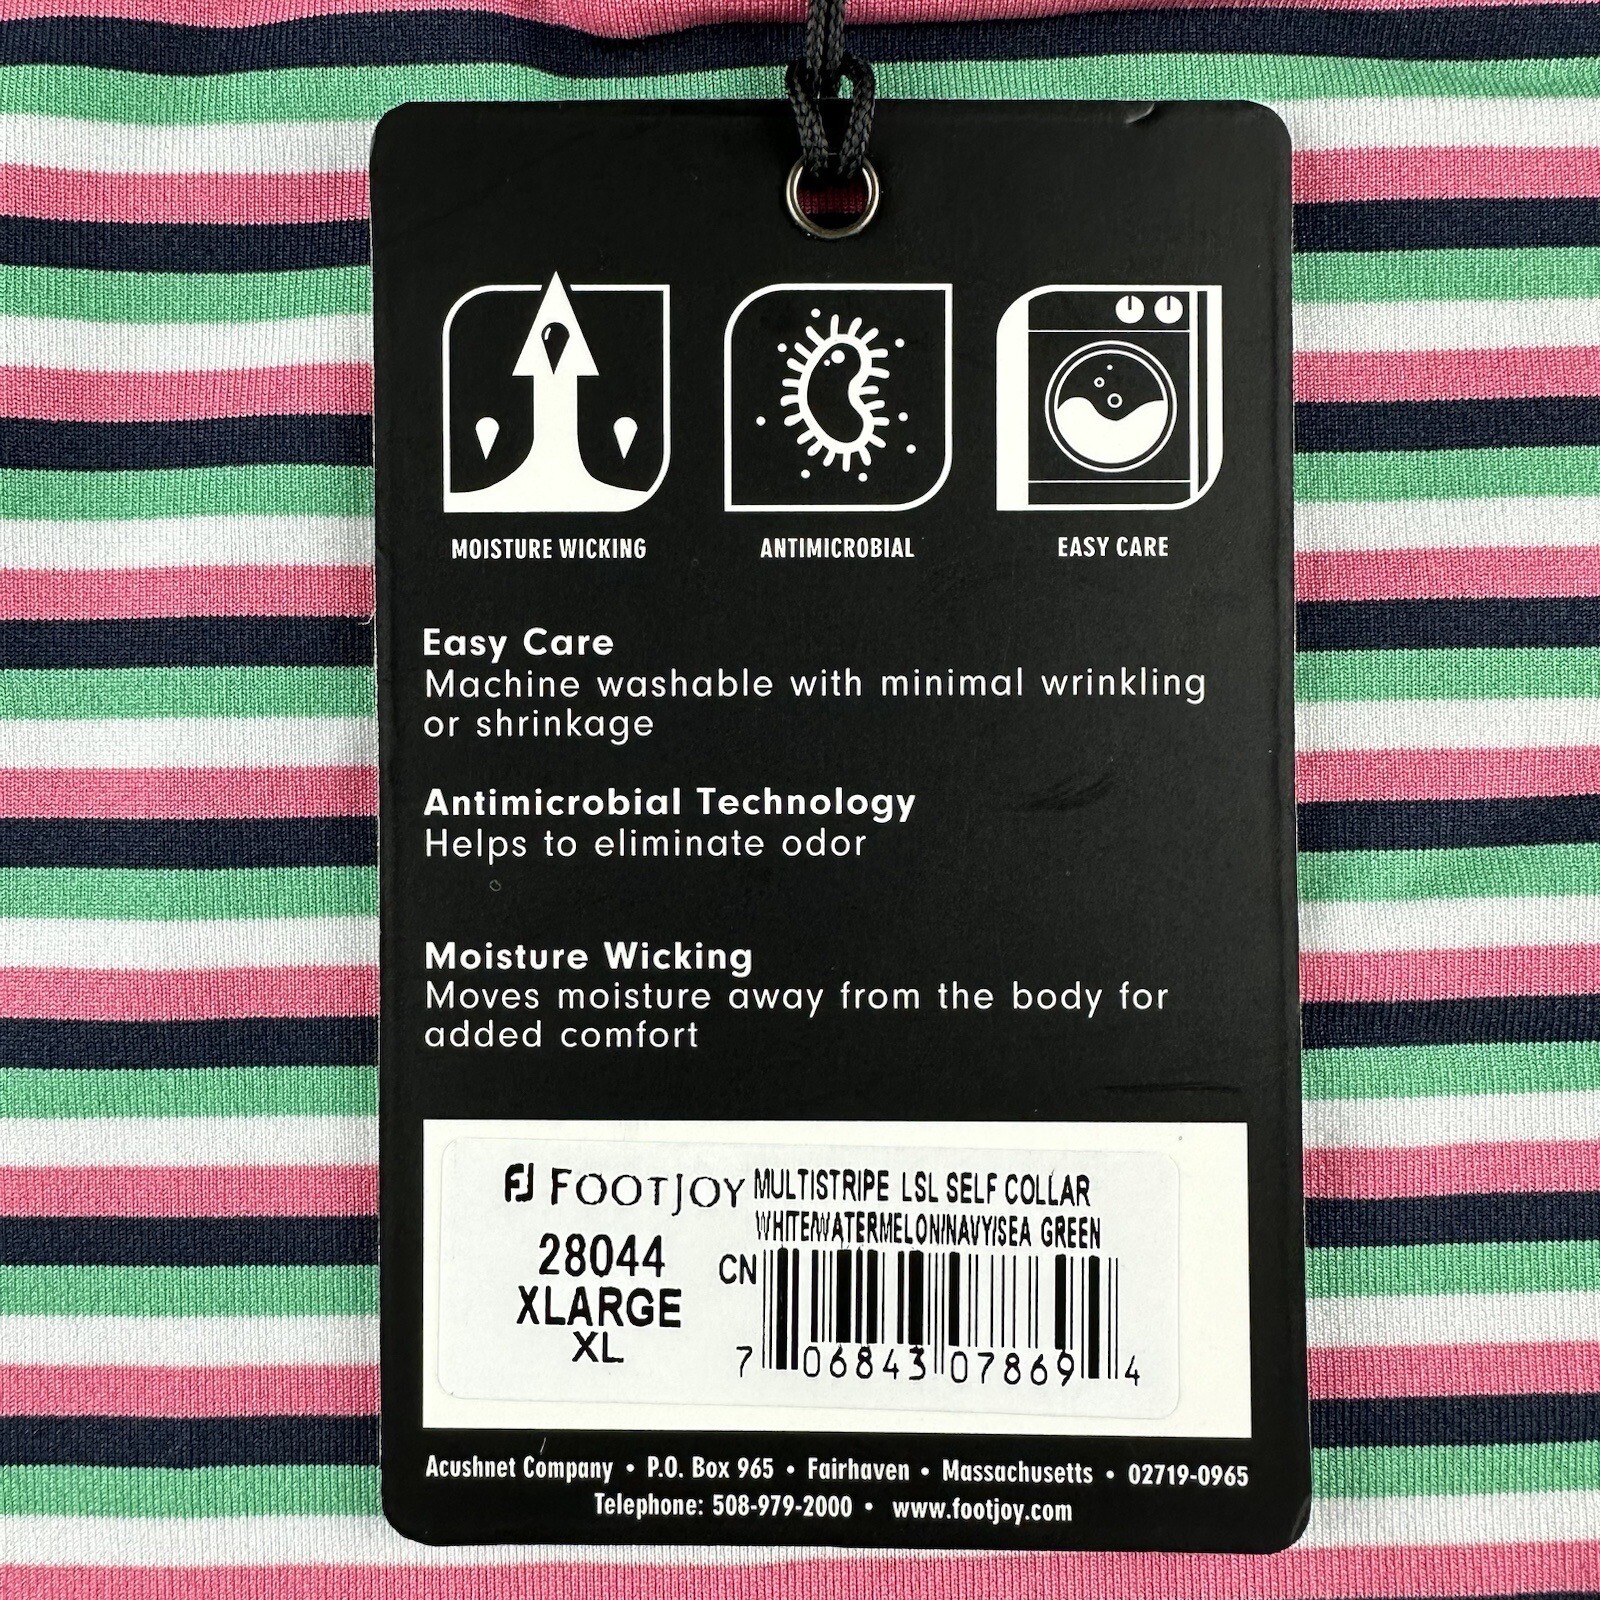 MOISTURE WICKING
ANTIMICROBIAL
EASY CARE
Easy Care
Machine washable with minimal wrinkling
or shrinkage
Antimicrobial Technology
Helps to eliminate odor
Moisture Wicking
Moves moisture away from the body for
added comfort
FJ FOOTJOY
28044
XLARGE
XL
MULTISTRIPE LSL SELF COLLAR
WHITE/WATERMELON/NAVY/SEA GREEN
CN
7 06843 07869 4
Acushnet Company • P.O. Box 965 • Fairhaven • Massachusetts • 02719-0965
Telephone: 508-979-2000 • www.footjoy.com